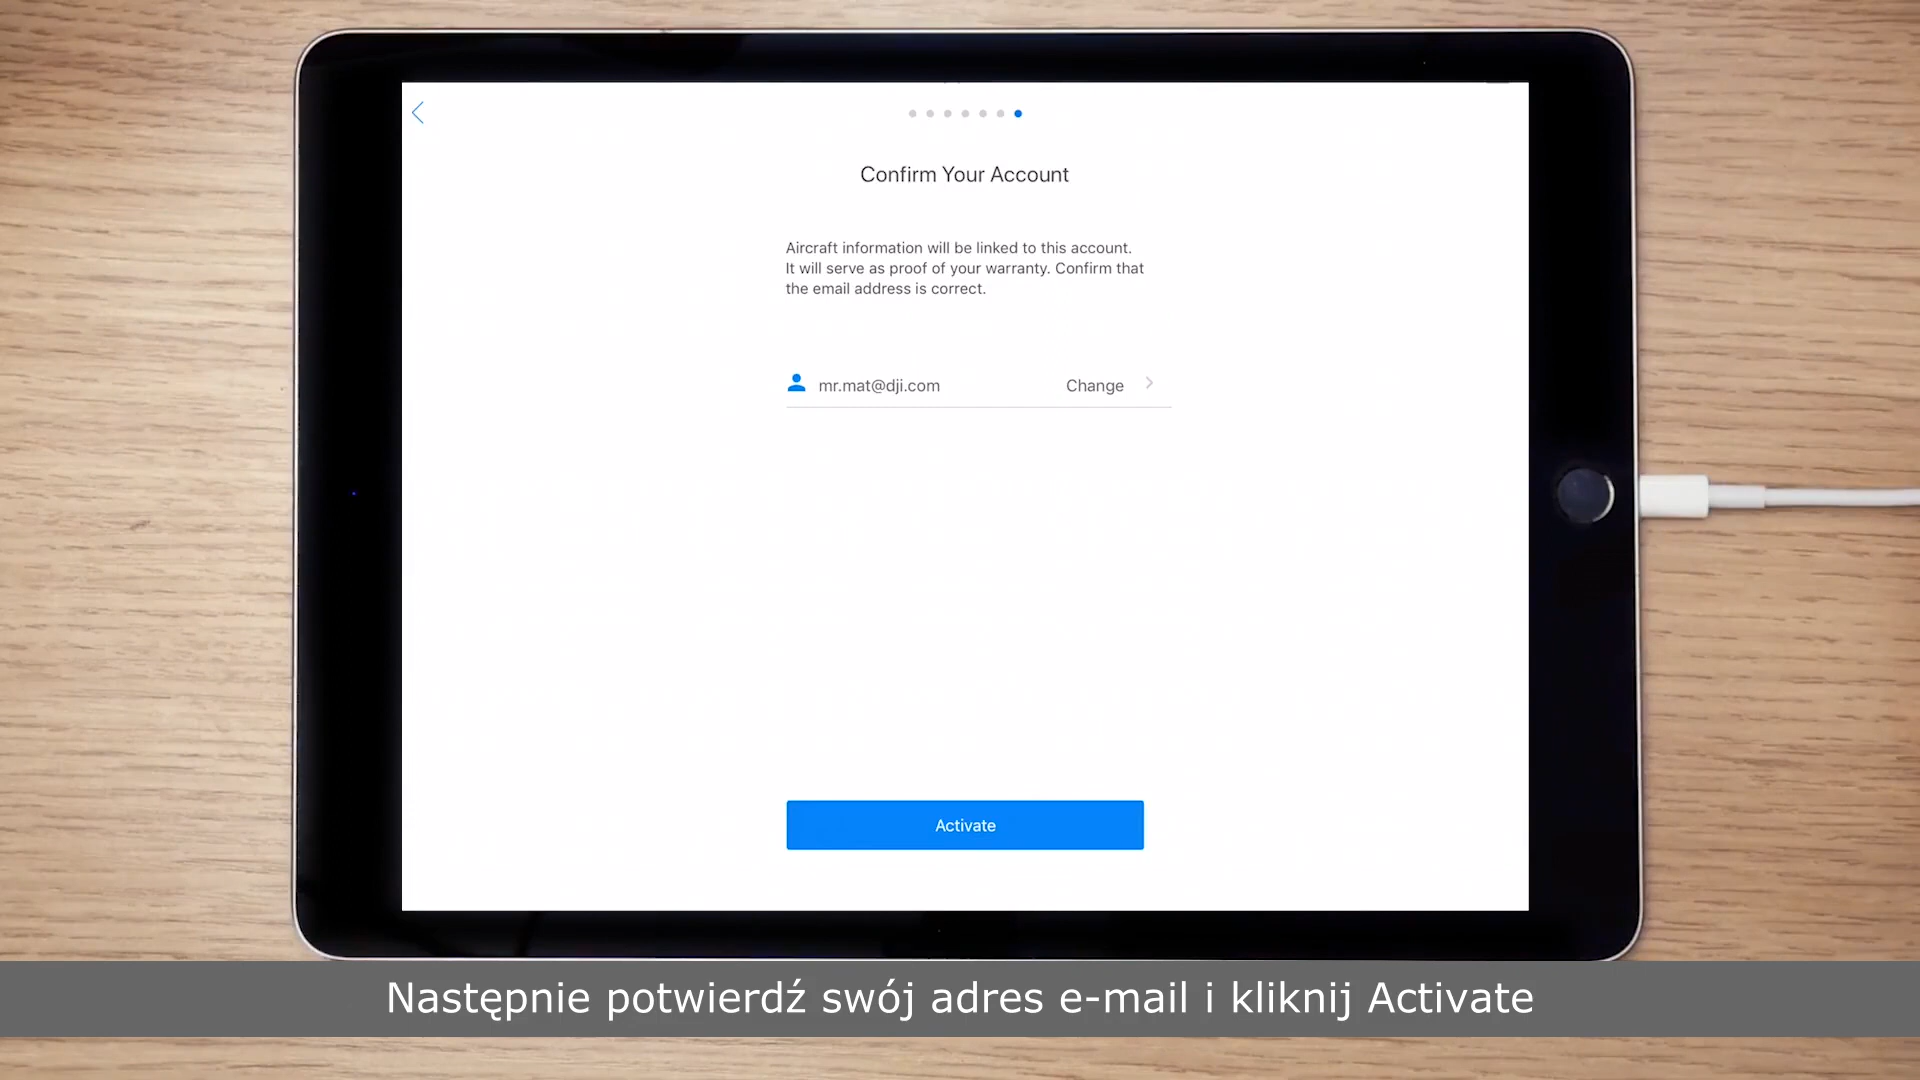 Confirm Your Account
Aircraft information will be linked to this account.
It will serve as proof of your warranty. Confirm that
the email address is correct.
mr.mat@dji.com Change
Activate
Następnie potwierdź swój adres e-mail i kliknij Activate